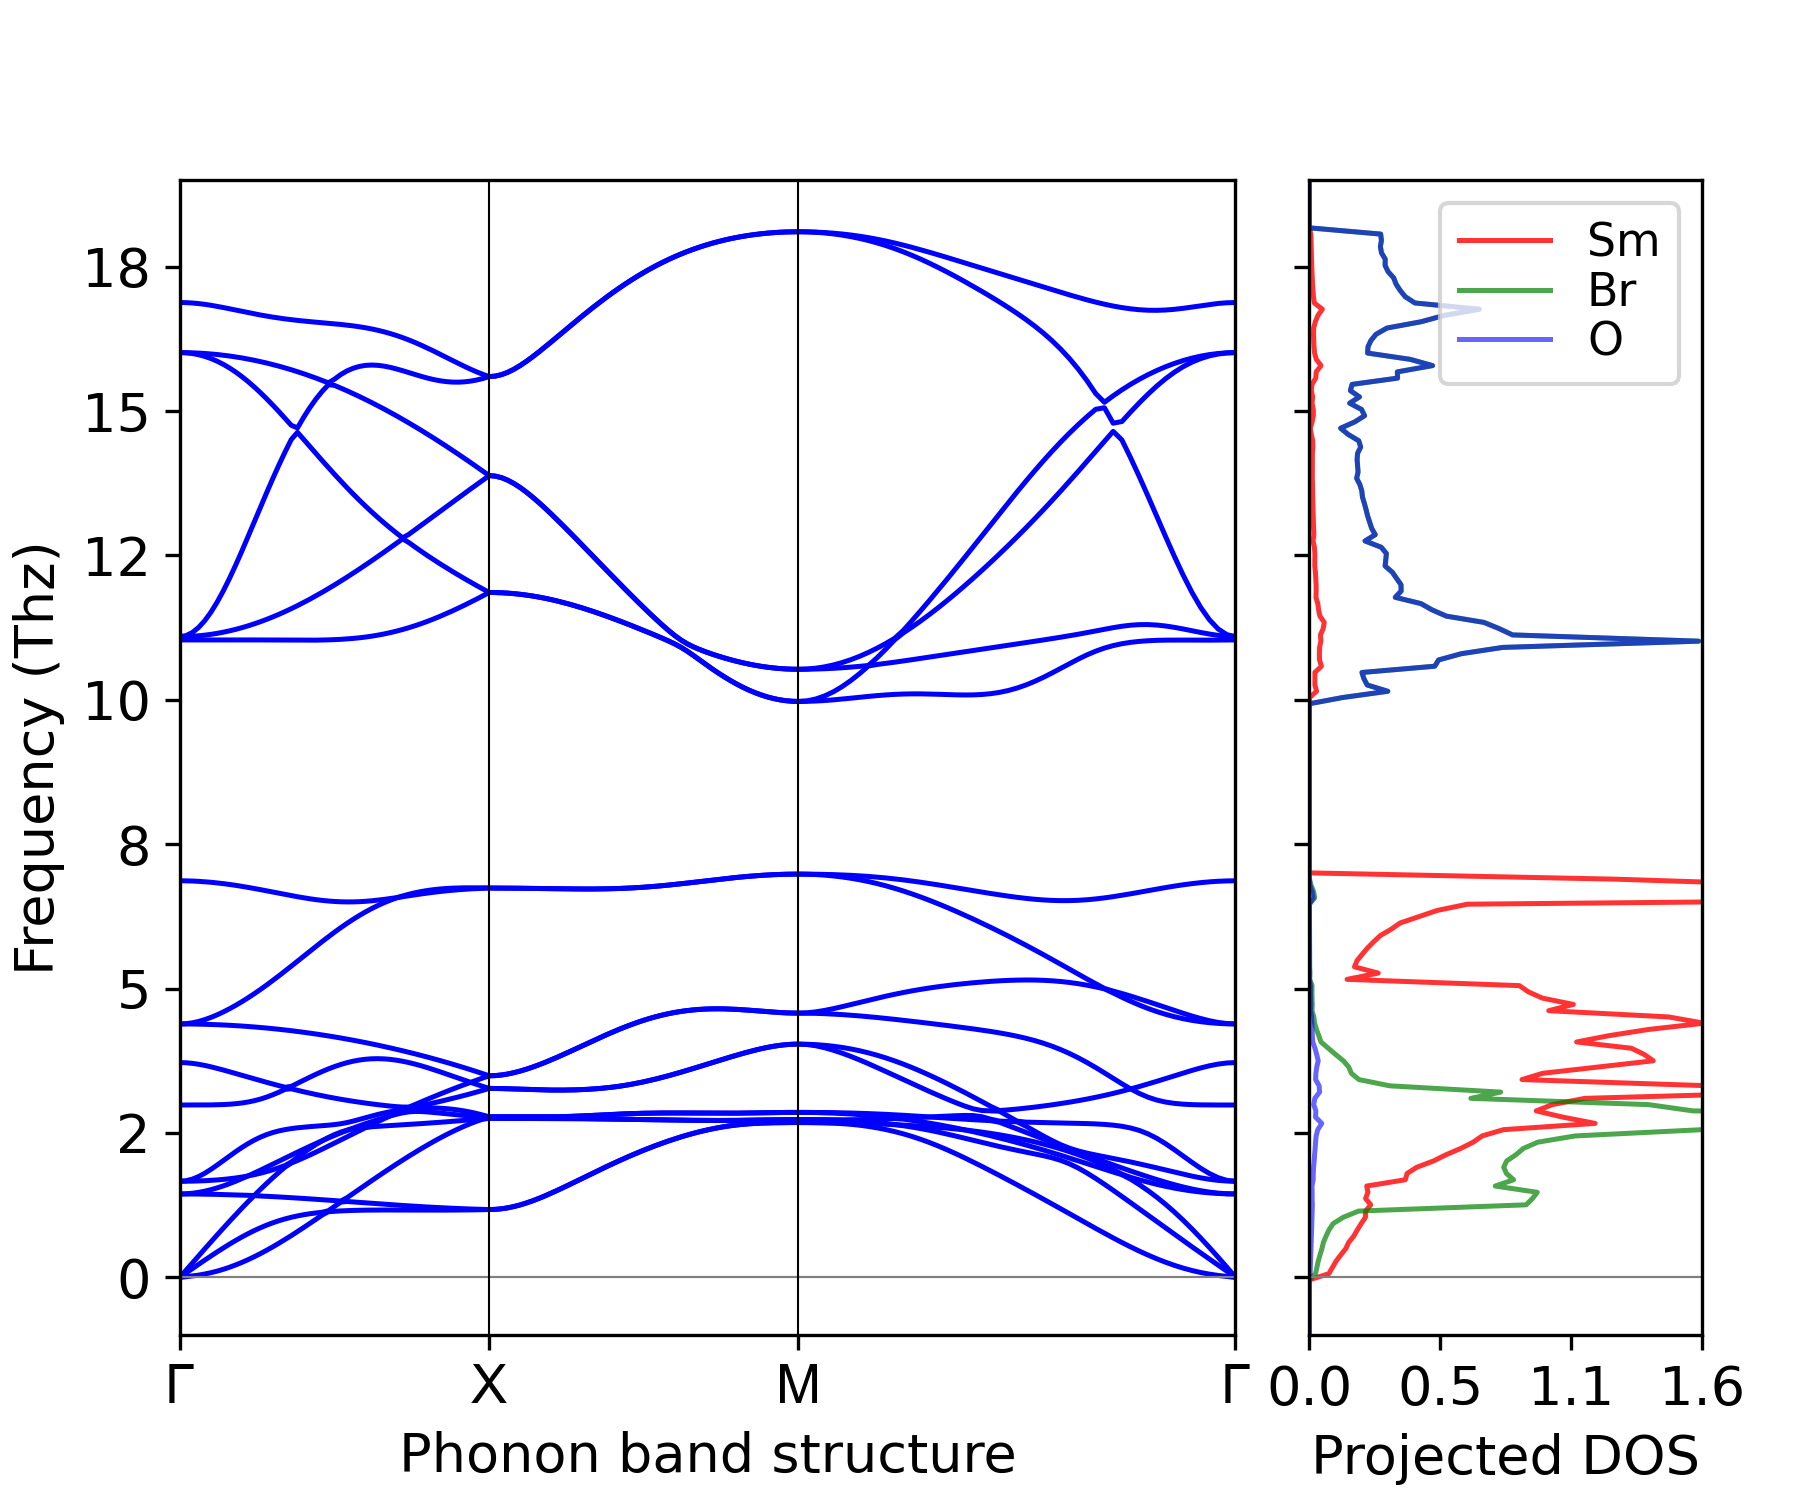 Frequency (Thz)
18
15
12
10
8
5
2
0
Γ X M Γ
Phonon band structure
Sm
Br
O
0.0 0.5 1.1 1.6
Projected DOS